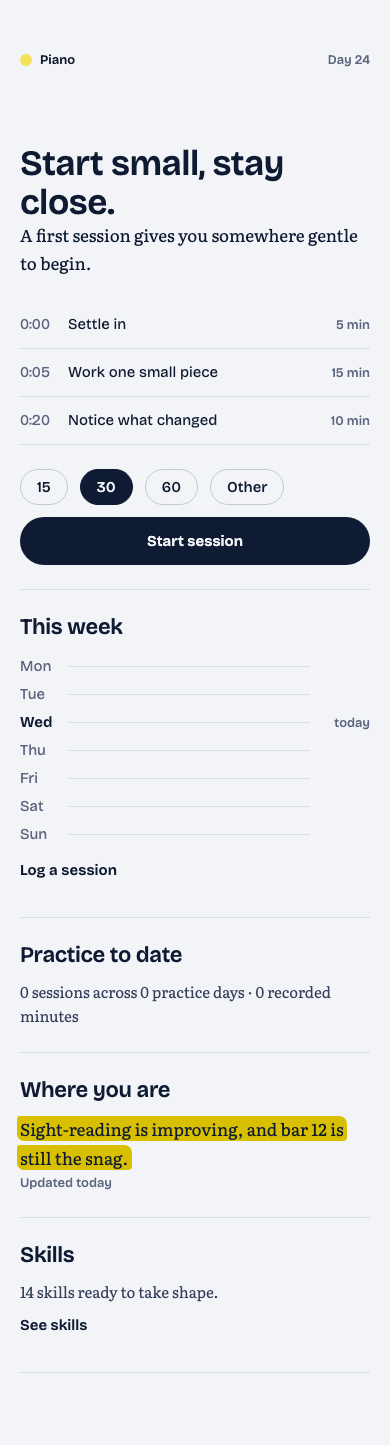 Piano
Day 24
Start small, stay
close.
A first session gives you somewhere gentle
to begin.
0:00 Settle in 5 min
0:05 Work one small piece 15 min
0:20 Notice what changed 10 min
15 30 60 Other
Start session
This week
Mon
Tue
Wed today
Thu
Fri
Sat
Sun
Log a session
Practice to date
0 sessions across 0 practice days · 0 recorded
minutes
Where you are
Sight-reading is improving, and bar 12 is
still the snag.
Updated today
Skills
14 skills ready to take shape.
See skills